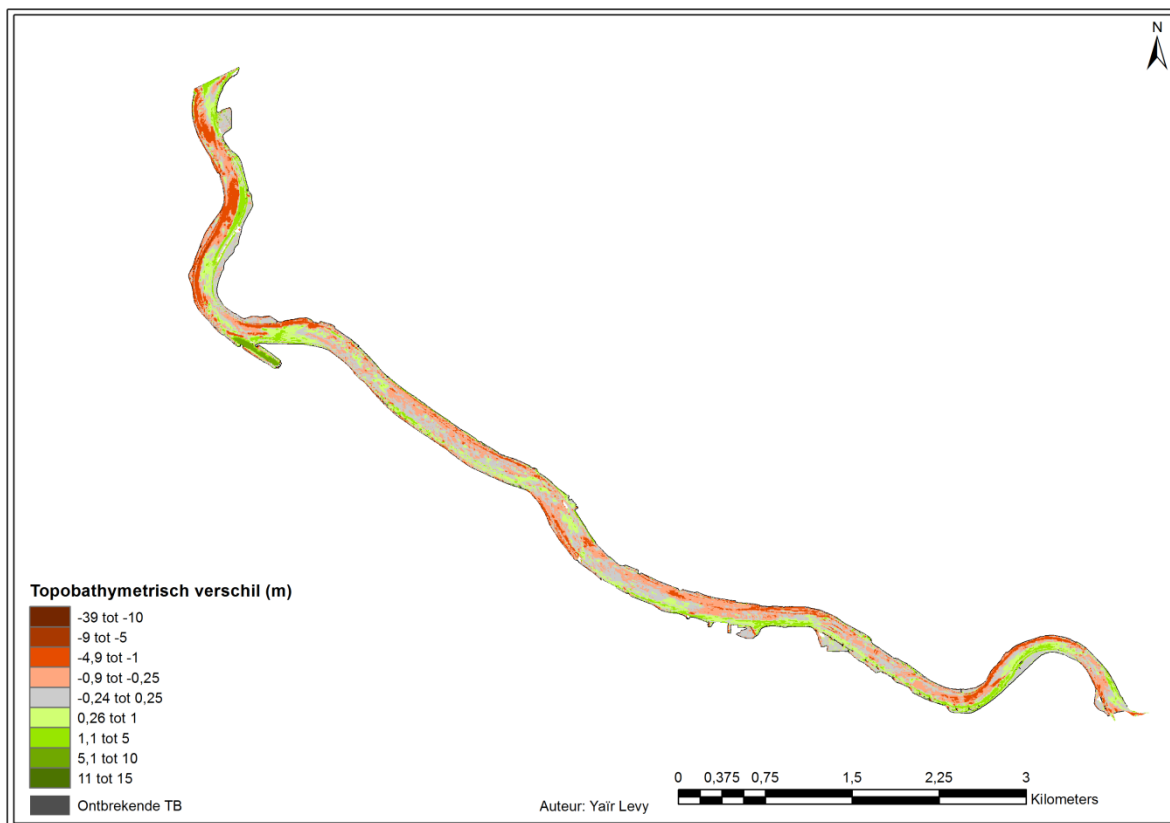 N
Topobathymetrisch verschil (m)
-39 tot -10
-9 tot -5
-4,9 tot -1
-0,9 tot -0,25
-0,24 tot 0,25
0,26 tot 1
1,1 tot 5
5,1 tot 10
11 tot 15
Ontbrekende TB
Auteur: Yaïr Levy
0 0,375 0,75 1,5 2,25 3
Kilometers